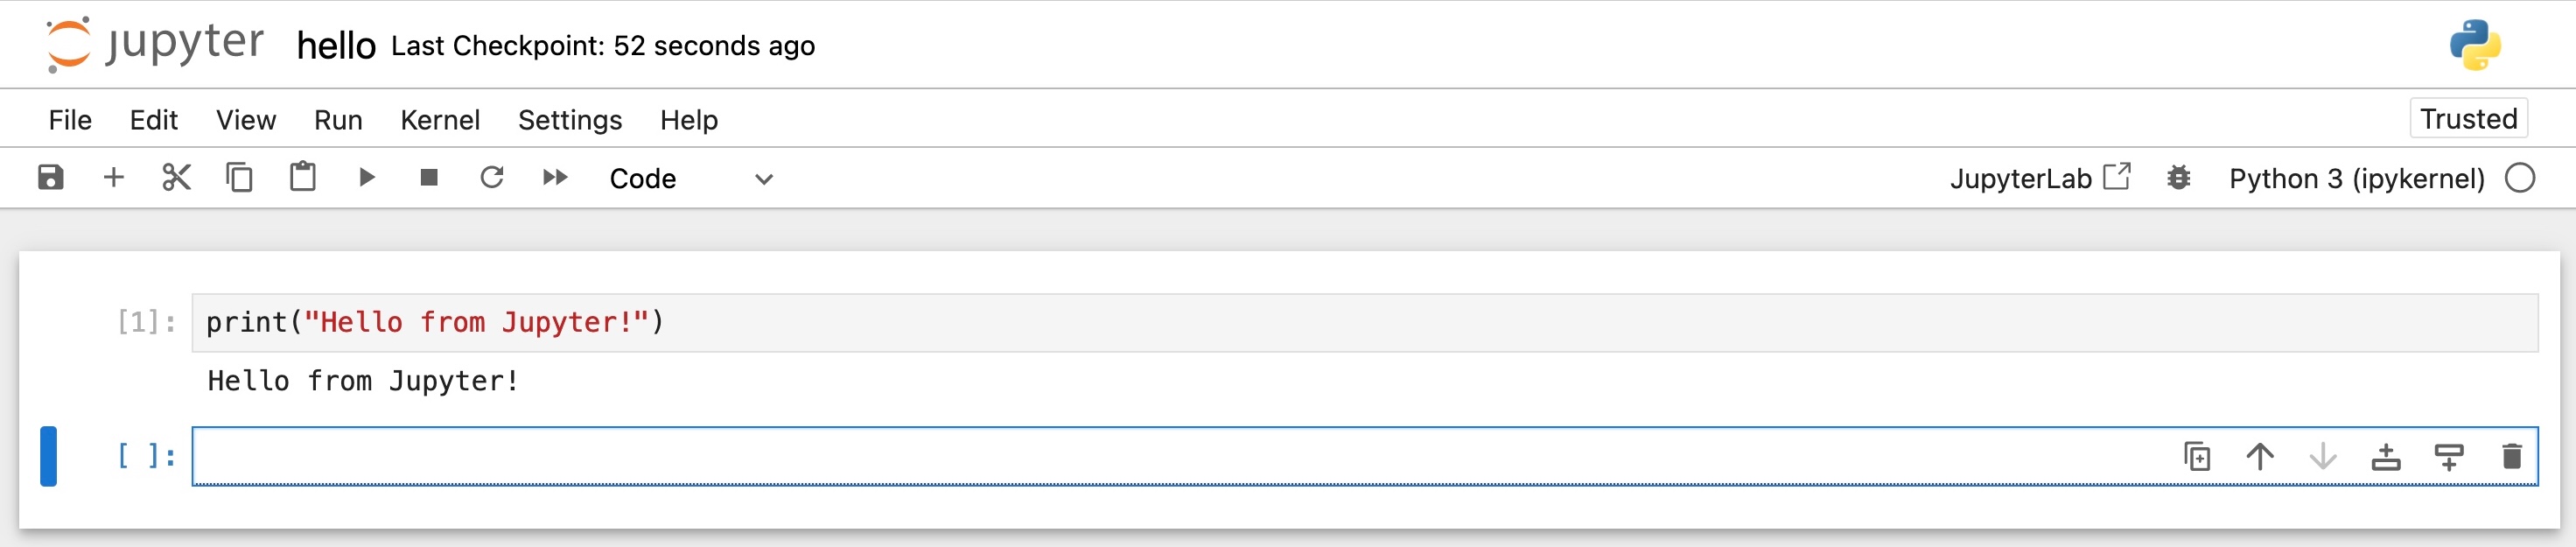 jupyter hello Last Checkpoint: 52 seconds ago
File Edit View Run Kernel Settings Help Trusted
Code JupyterLab Python 3 (ipykernel)
[1]: print("Hello from Jupyter!")
Hello from Jupyter!
[ ]: